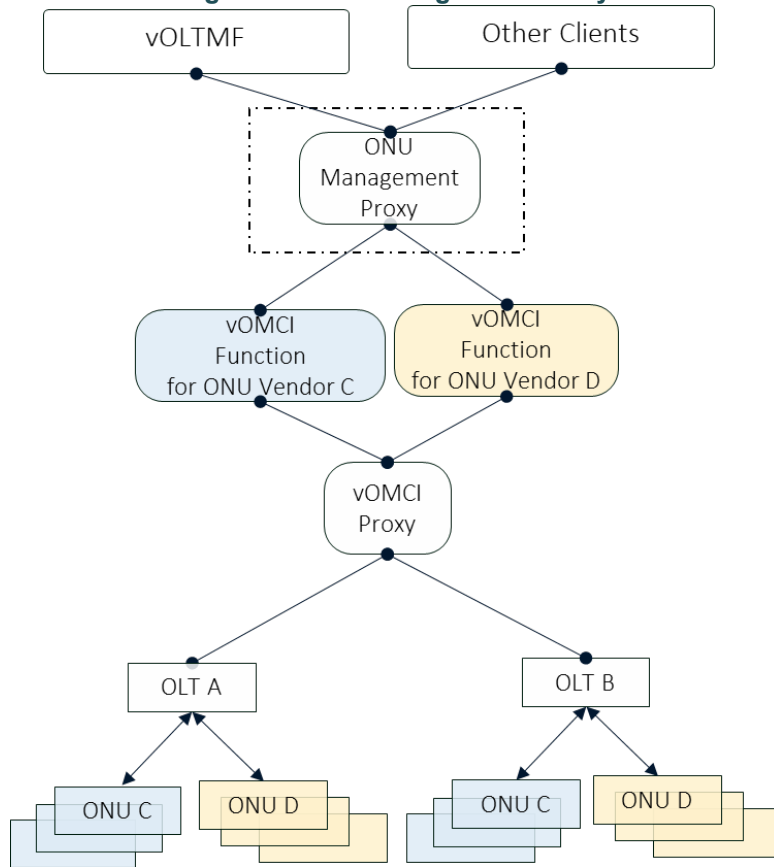 vOLTMF
Other Clients
ONU
Management
Proxy
vOMCI
Function
for ONU Vendor C
vOMCI
Function
for ONU Vendor D
vOMCI
Proxy
OLT A
OLT B
ONU C
ONU D
ONU C
ONU D